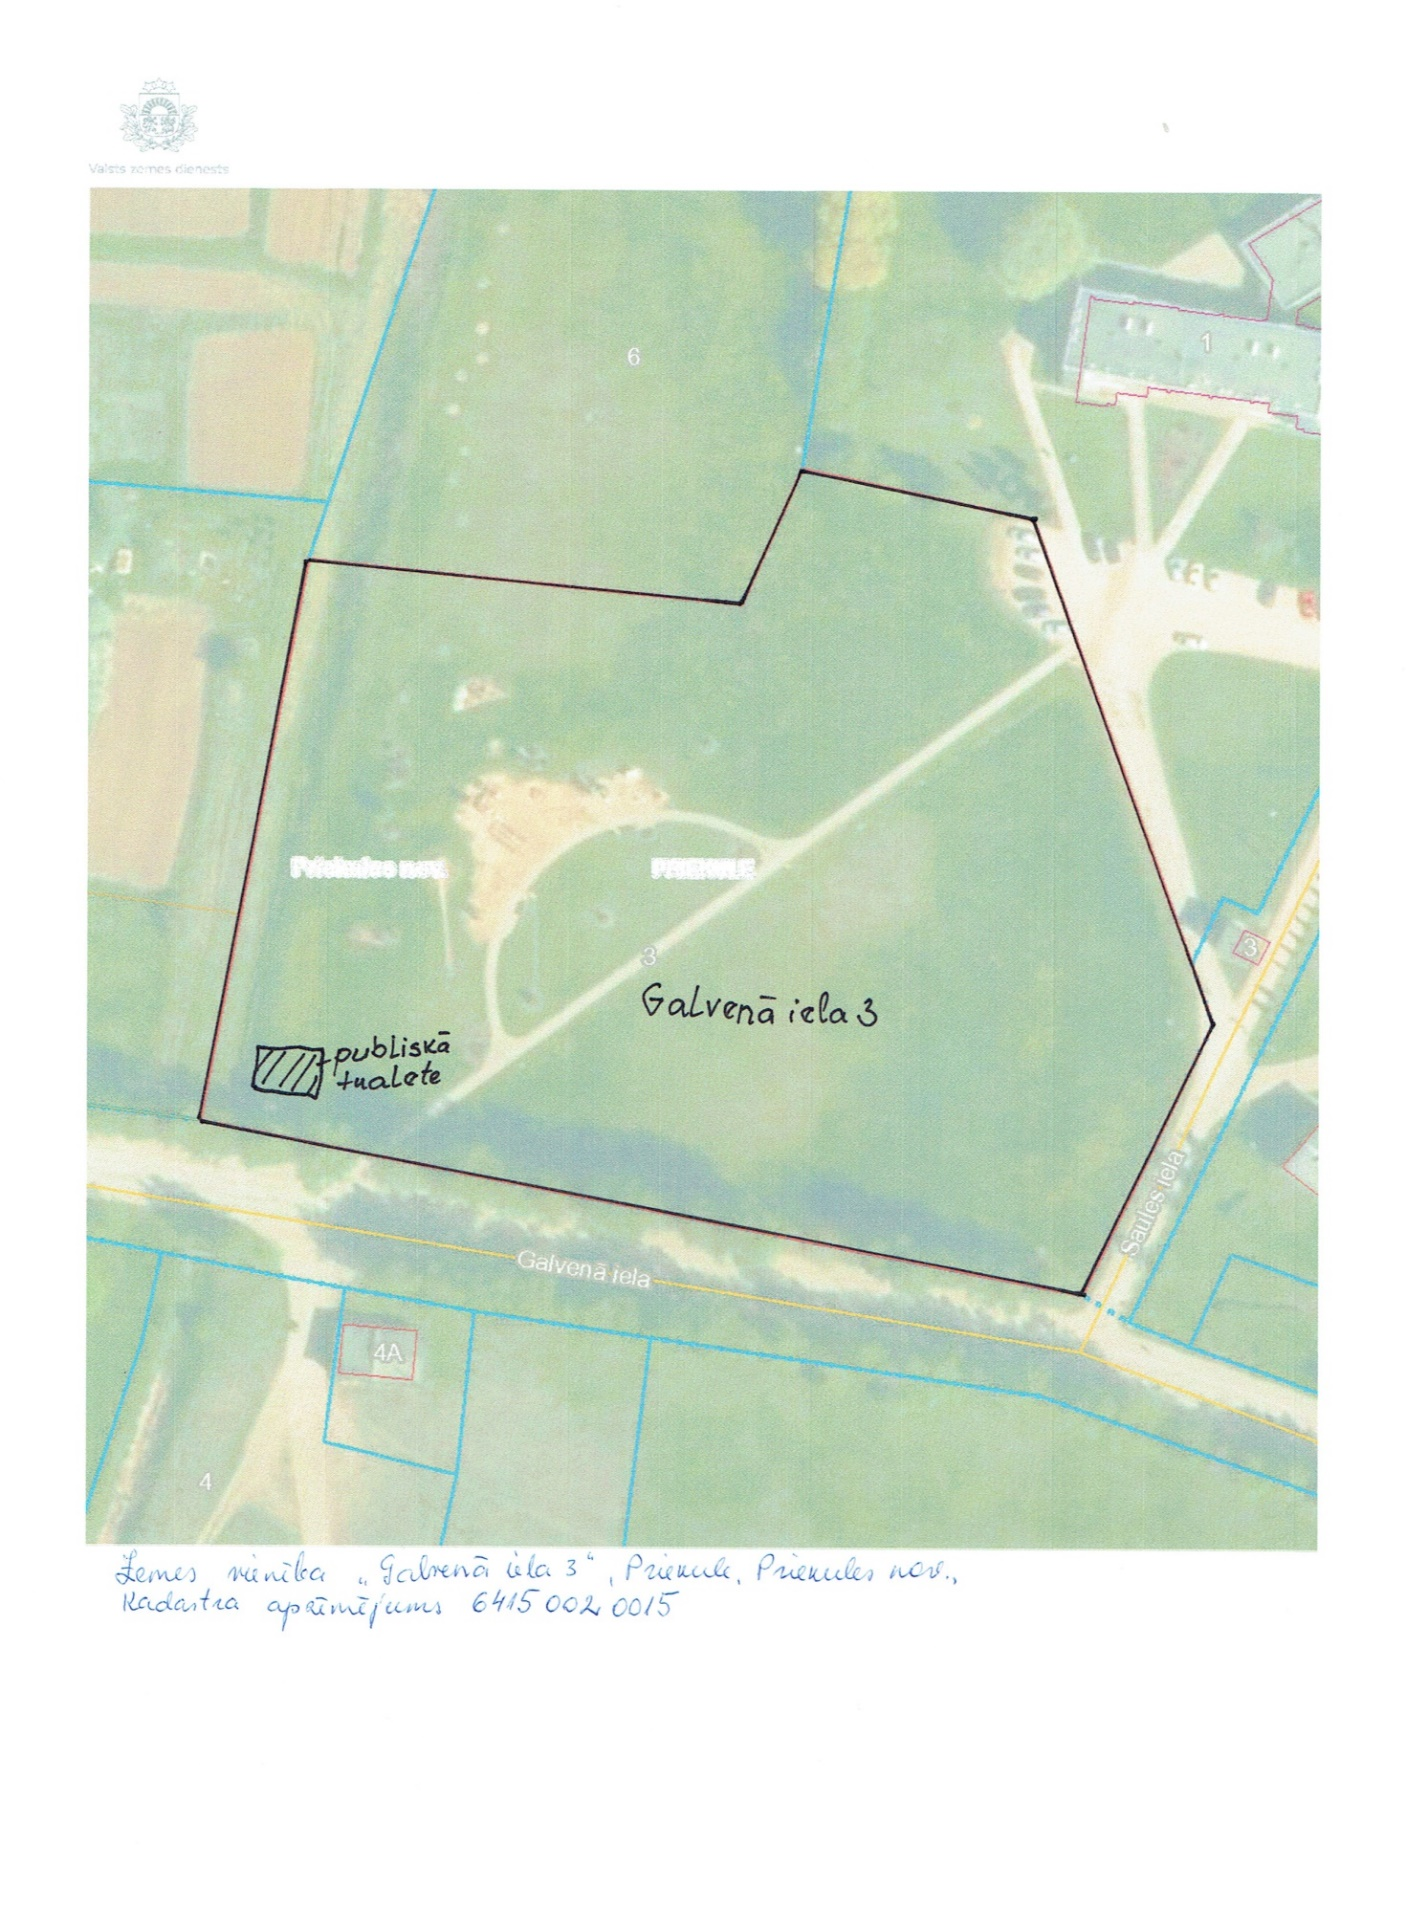 Valsts zemes dienests
6
1
Priekules nov.
PRIEKULE
3
3
Galvenā iela 3
publiskā
tualete
Saules iela
Galvenā iela
4A
4
Zemes vienība „Galvenā iela 3“, Priekule, Priekules nov.,
Kadastra apzīmējums 6415 002 0015